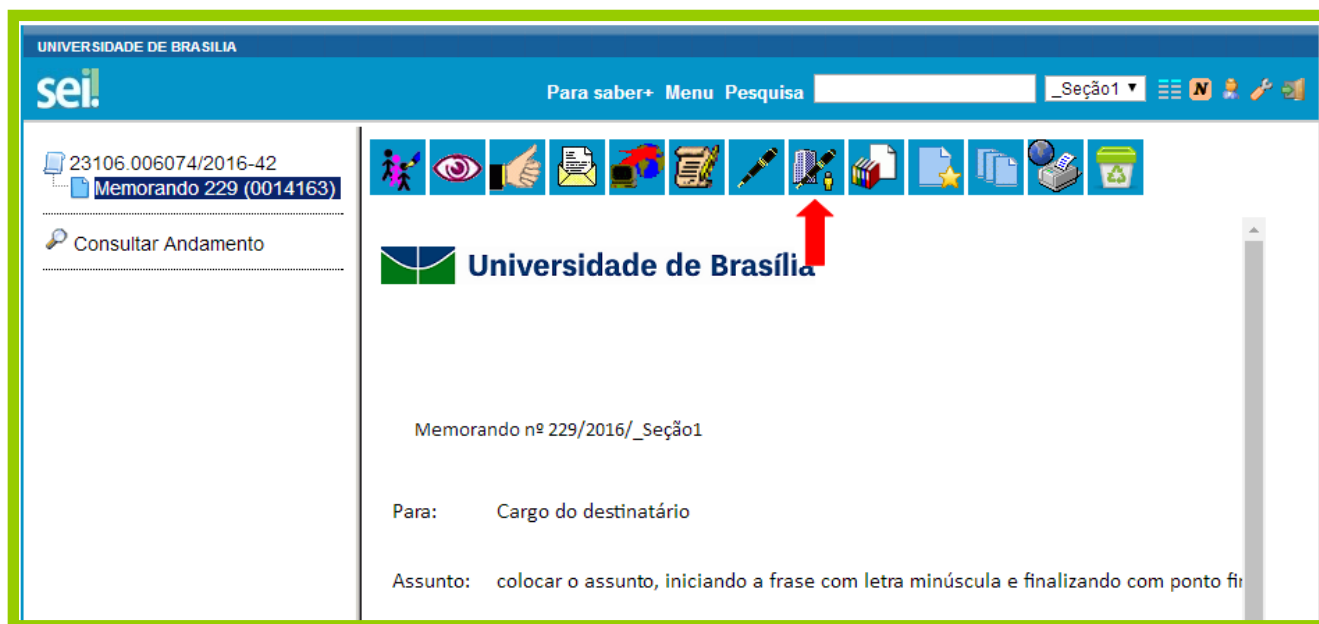 UNIVERSIDADE DE BRASILIA
sei!
Para saber+ Menu Pesquisa
_Seção1
N
23106.006074/2016-42
Memorando 229 (0014163)
Consultar Andamento
Universidade de Brasília
Memorando nº 229/2016/_Seção1
Para: Cargo do destinatário
Assunto: colocar o assunto, iniciando a frase com letra minúscula e finalizando com ponto